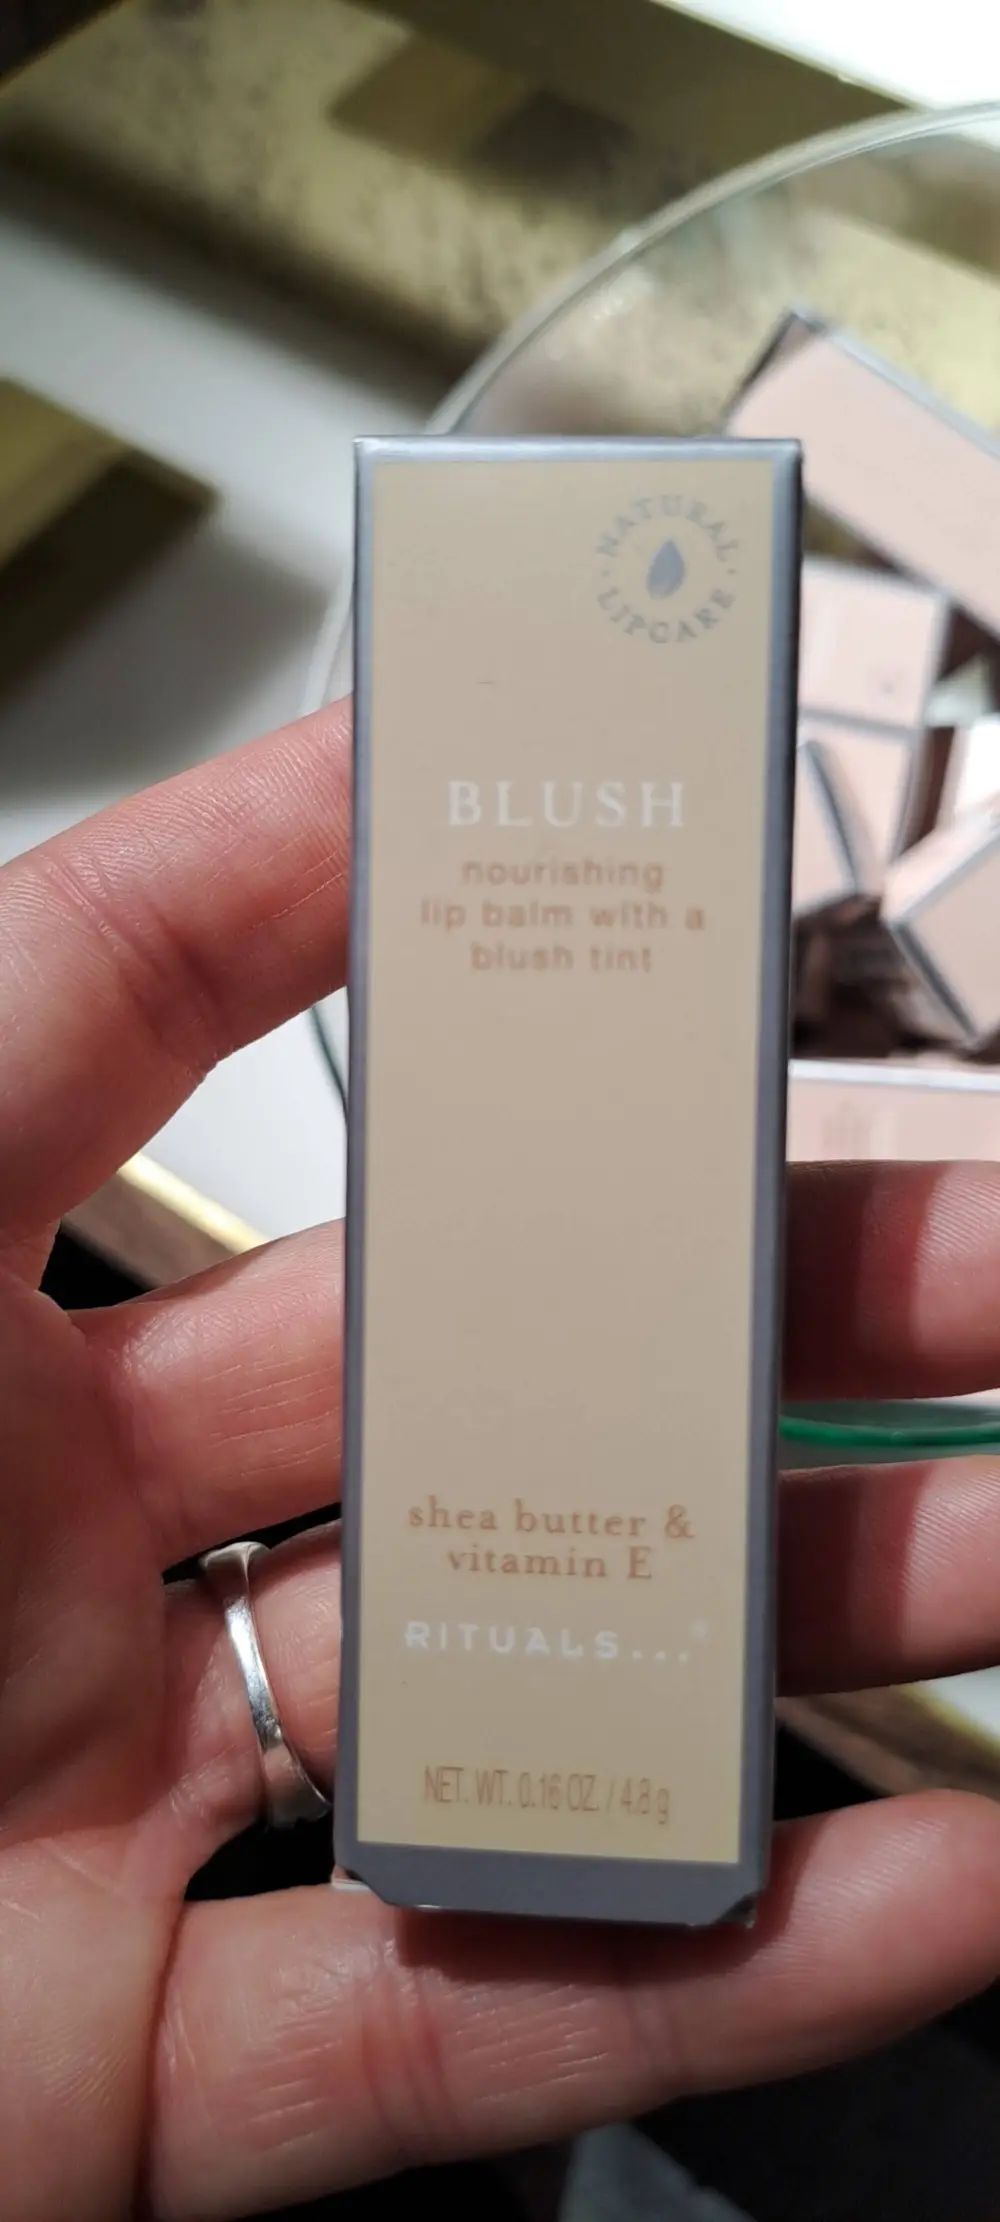 · NATURAL ·
LIPCARE
BLUSH
nourishing
lip balm with a
blush tint
shea butter &
vitamin E
RITUALS...®
NET. WT. 0.16 OZ. / 4.8 g